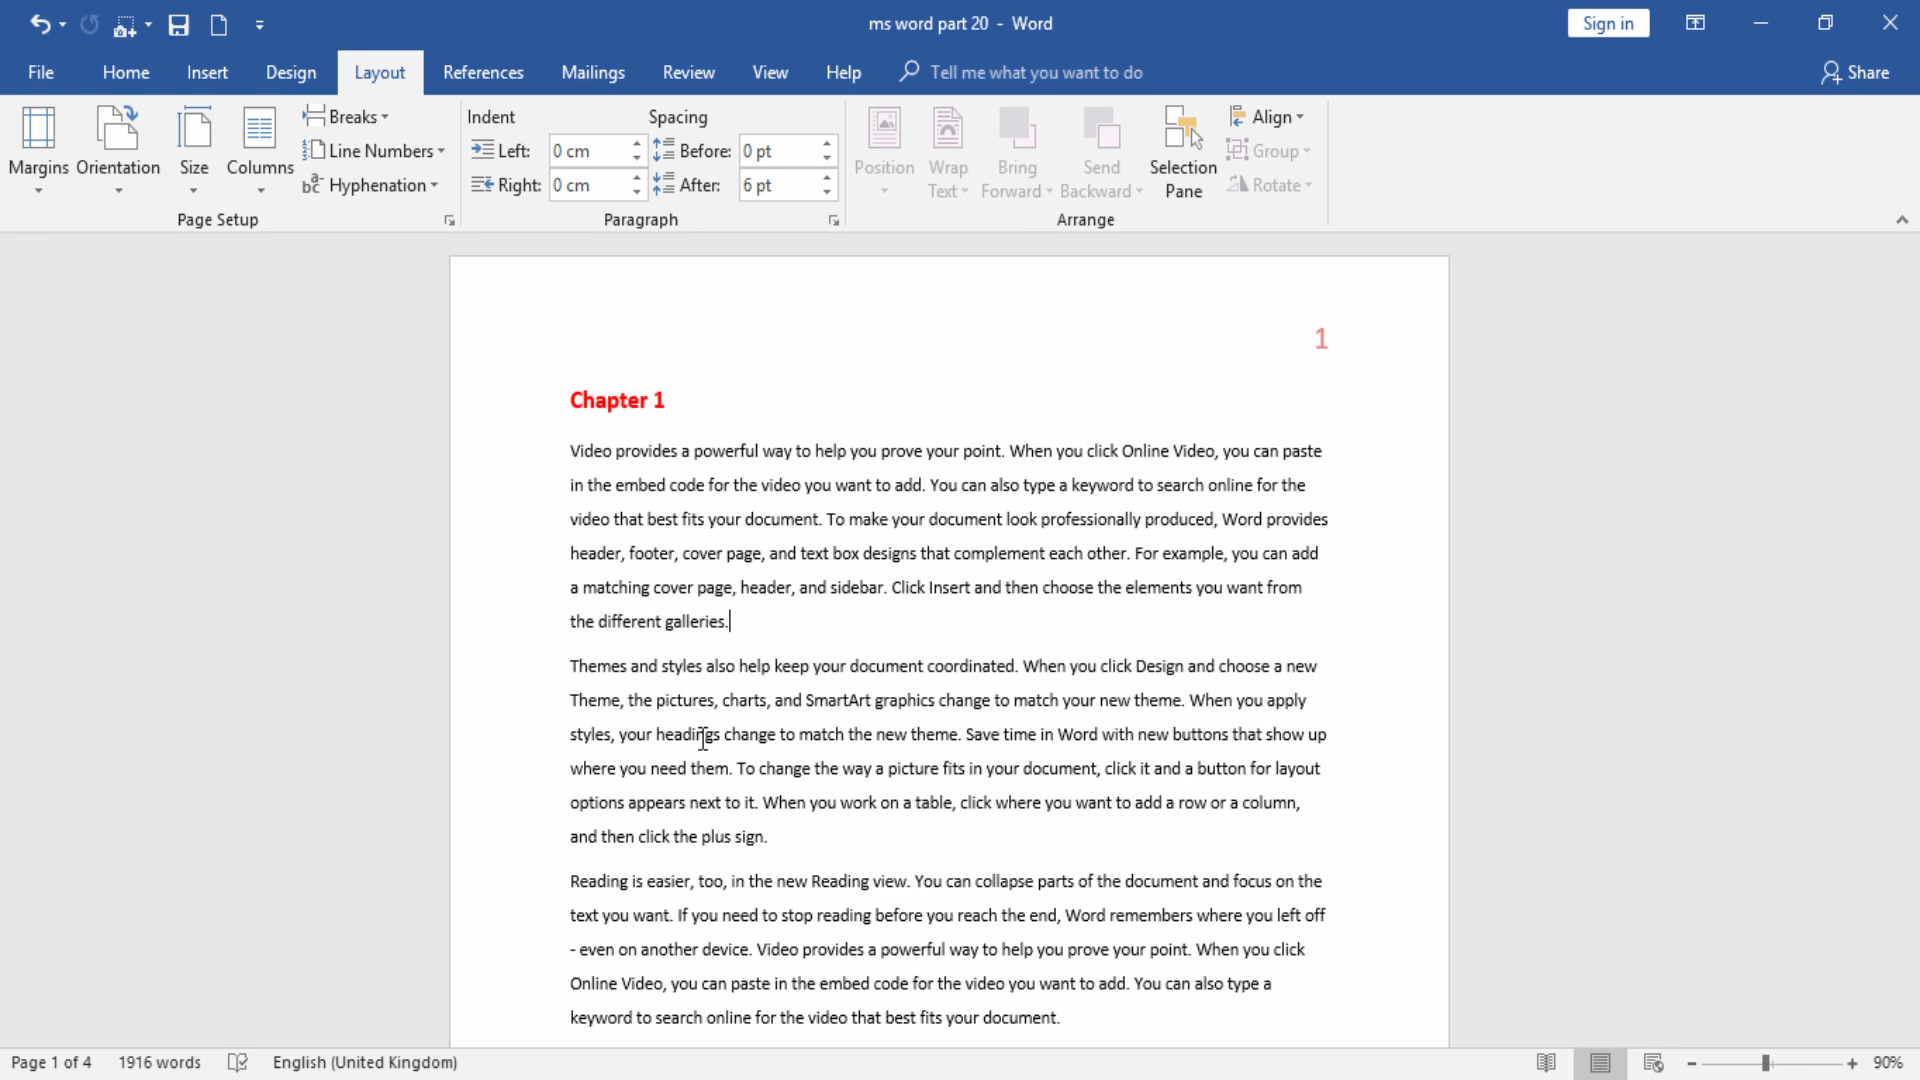 ms word part 20 - Word
Sign in
File Home Insert Design Layout References Mailings Review View Help Tell me what you want to do Share
Margins Orientation Size Columns
Breaks
Line Numbers
Hyphenation
Page Setup
Indent Spacing
Left: 0 cm Before: 0 pt
Right: 0 cm After: 6 pt
Paragraph
Position Wrap Text Bring Forward Send Backward Selection Pane
Align
Group
Rotate
Arrange
1
Chapter 1
Video provides a powerful way to help you prove your point. When you click Online Video, you can paste
in the embed code for the video you want to add. You can also type a keyword to search online for the
video that best fits your document. To make your document look professionally produced, Word provides
header, footer, cover page, and text box designs that complement each other. For example, you can add
a matching cover page, header, and sidebar. Click Insert and then choose the elements you want from
the different galleries.
Themes and styles also help keep your document coordinated. When you click Design and choose a new
Theme, the pictures, charts, and SmartArt graphics change to match your new theme. When you apply
styles, your headings change to match the new theme. Save time in Word with new buttons that show up
where you need them. To change the way a picture fits in your document, click it and a button for layout
options appears next to it. When you work on a table, click where you want to add a row or a column,
and then click the plus sign.
Reading is easier, too, in the new Reading view. You can collapse parts of the document and focus on the
text you want. If you need to stop reading before you reach the end, Word remembers where you left off
- even on another device. Video provides a powerful way to help you prove your point. When you click
Online Video, you can paste in the embed code for the video you want to add. You can also type a
keyword to search online for the video that best fits your document.
Page 1 of 4 1916 words English (United Kingdom) 90%